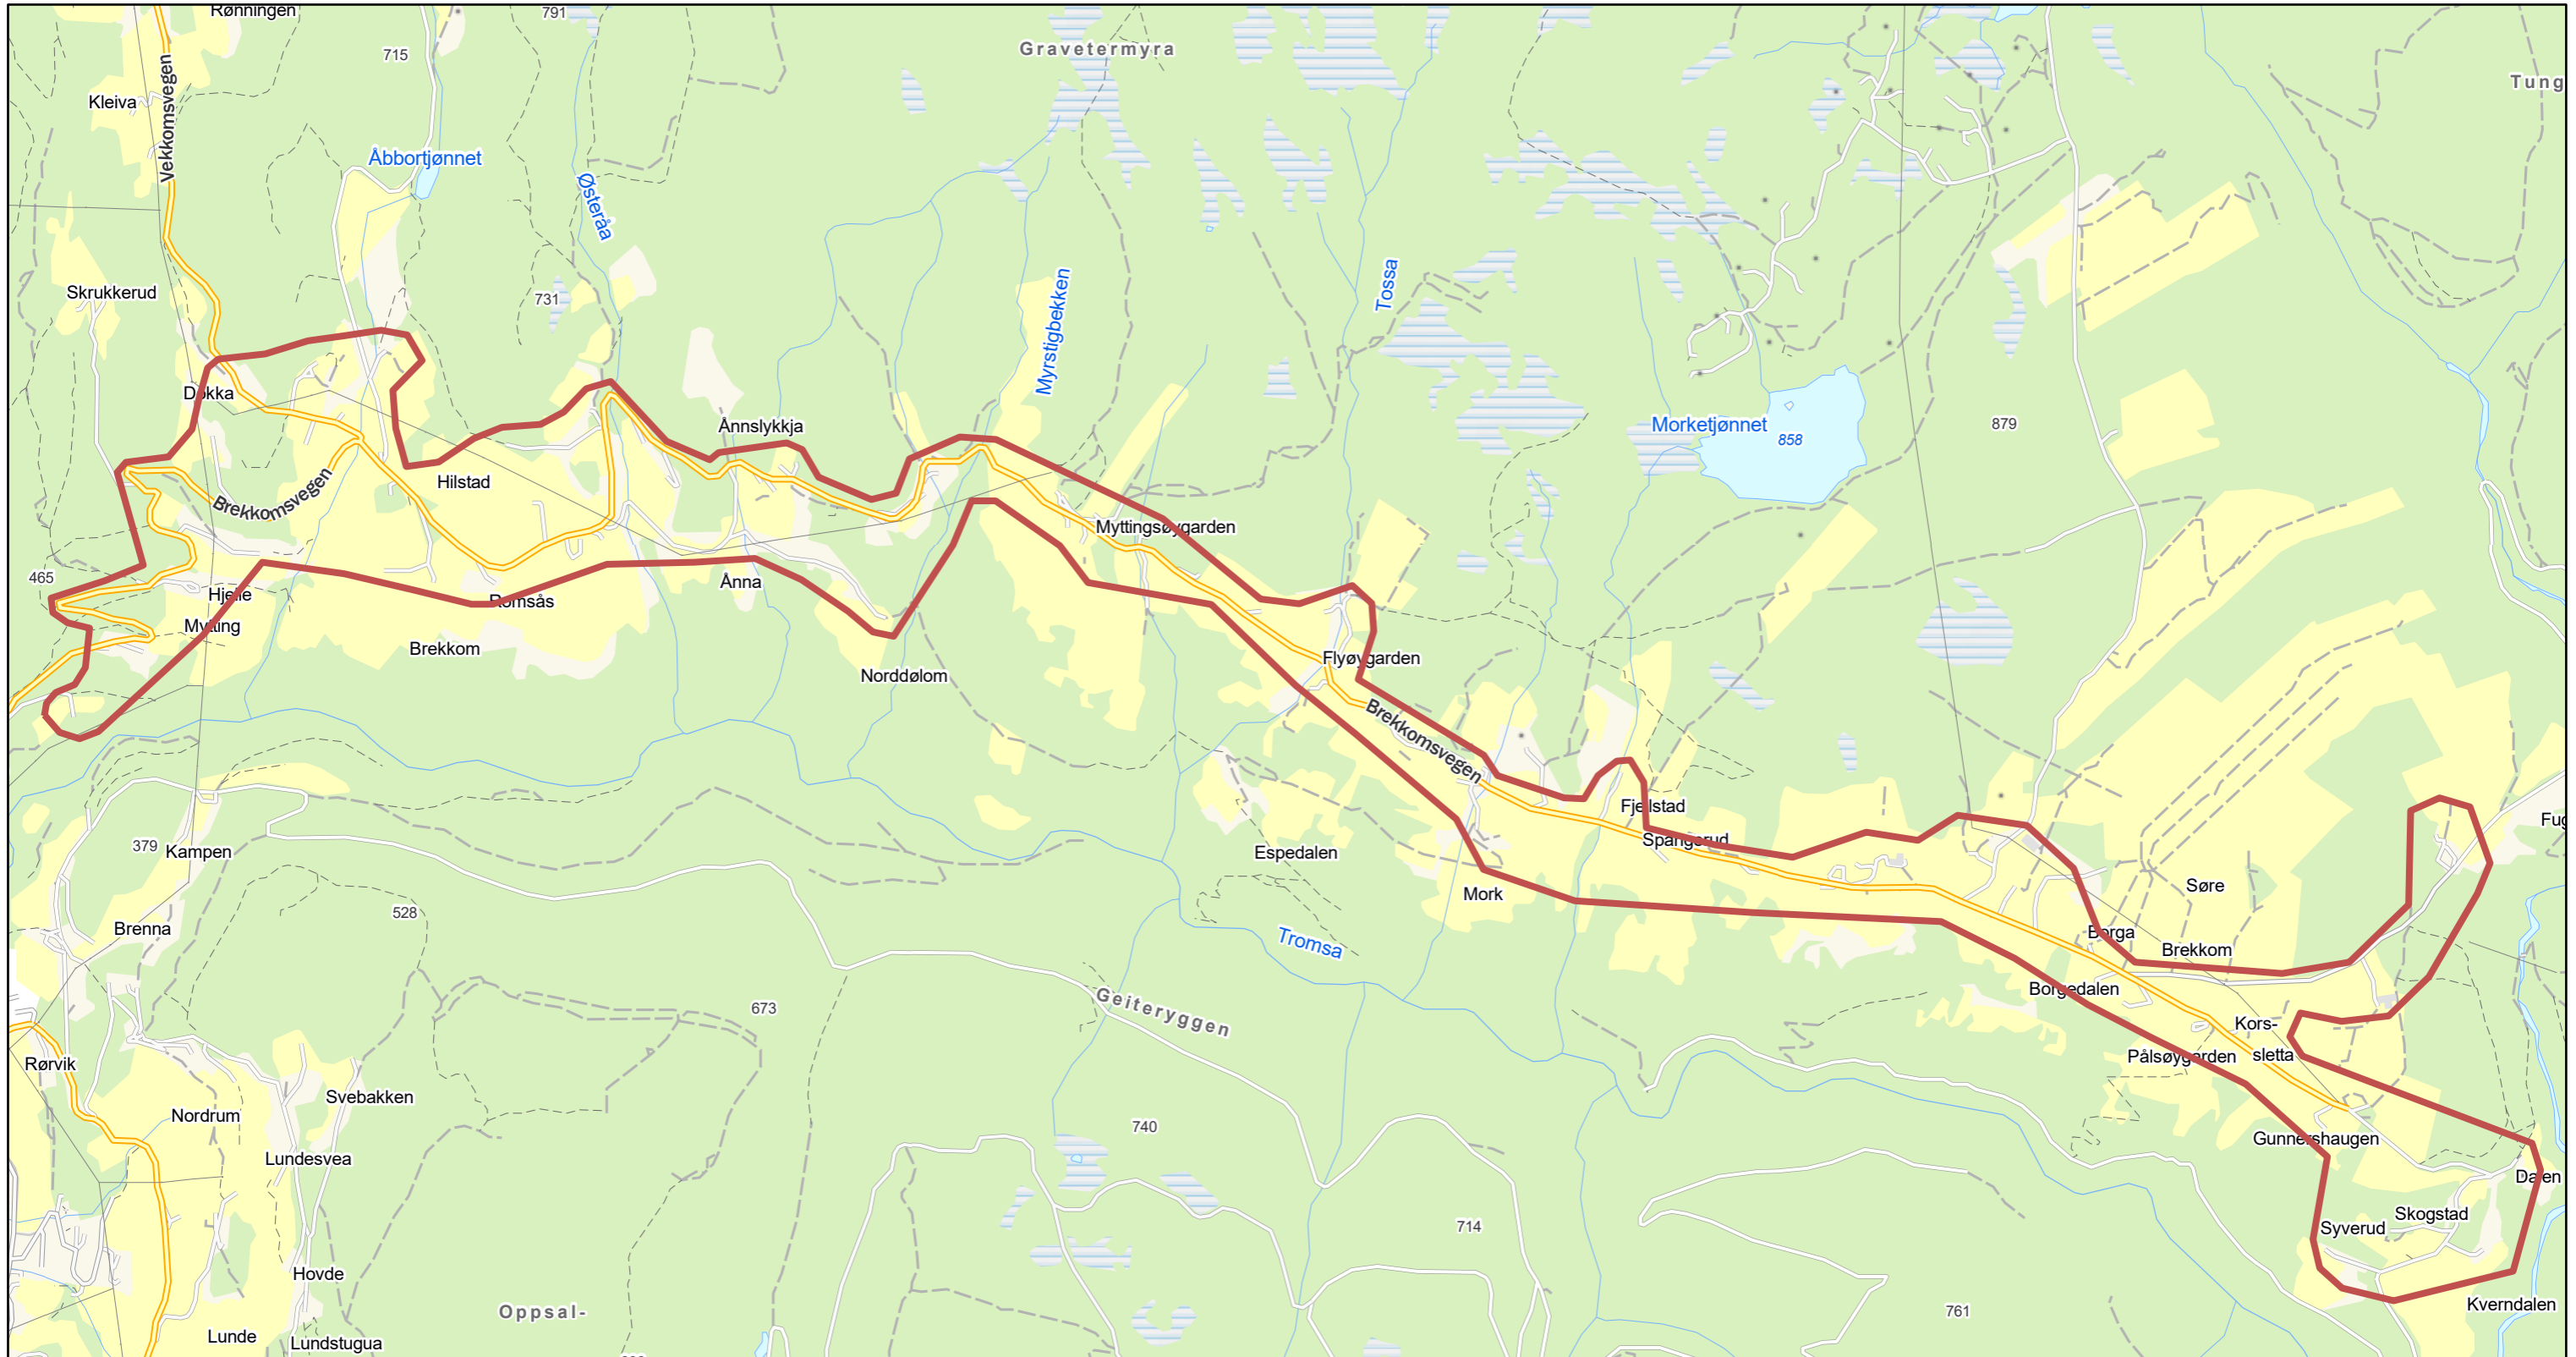 Rønningen
791
715
Gravetermyra
Kleiva
Vekkomsvegen
Åbbortjønnet
Østeråa
Skrukkerud
731
Myrstigbekken
Tossa
Dokka
Ånnslykkja
Morketjønnet
858
879
Hilstad
Brekkomsvegen
Myttingsøygarden
465
Hjelle
Romsås
Ånna
Mytting
Brekkom
Norddølom
Flyøygarden
Brekkomsvegen
Fjellstad
Spangerud
379
Kampen
Espedalen
Mork
Søre
528
Brenna
Tromsa
Borga
Brekkom
Borgedalen
673
Geiteryggen
Kors-
sletta
Pålsøygarden
Rørvik
Svebakken
Nordrum
740
Gunnershaugen
Lundesvea
Dalen
714
Skogstad
Syverud
Hovde
Oppsal-
761
Kverndalen
Lunde
Lundstugua
Tung
Fug